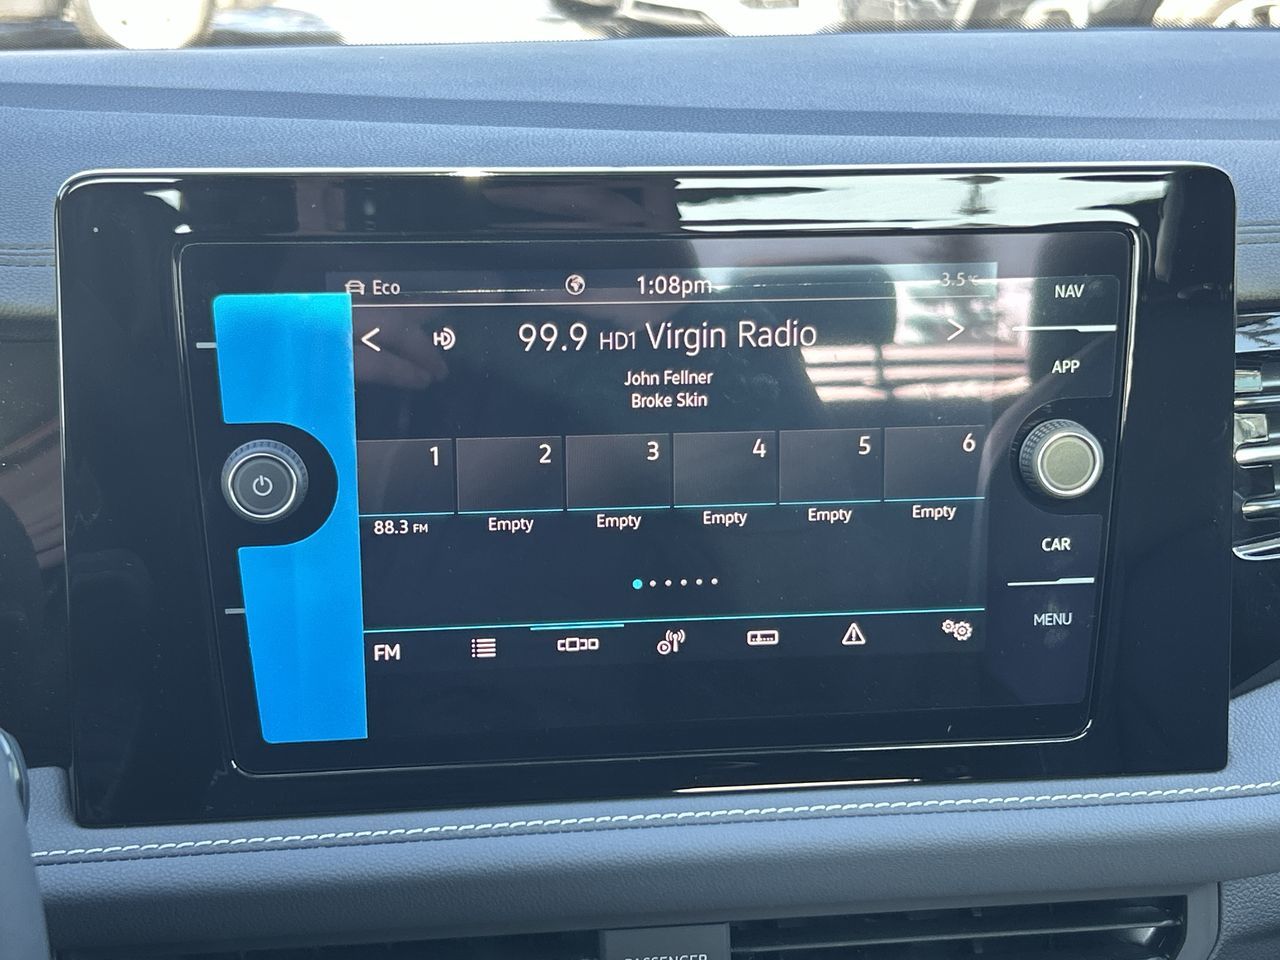 Eco 1:08pm -3.5°C
NAV
99.9 HD1 Virgin Radio
APP
John Fellner
Broke Skin
1 2 3 4 5 6
88.3 FM Empty Empty Empty Empty Empty
CAR
MENU
FM
PASSENGER